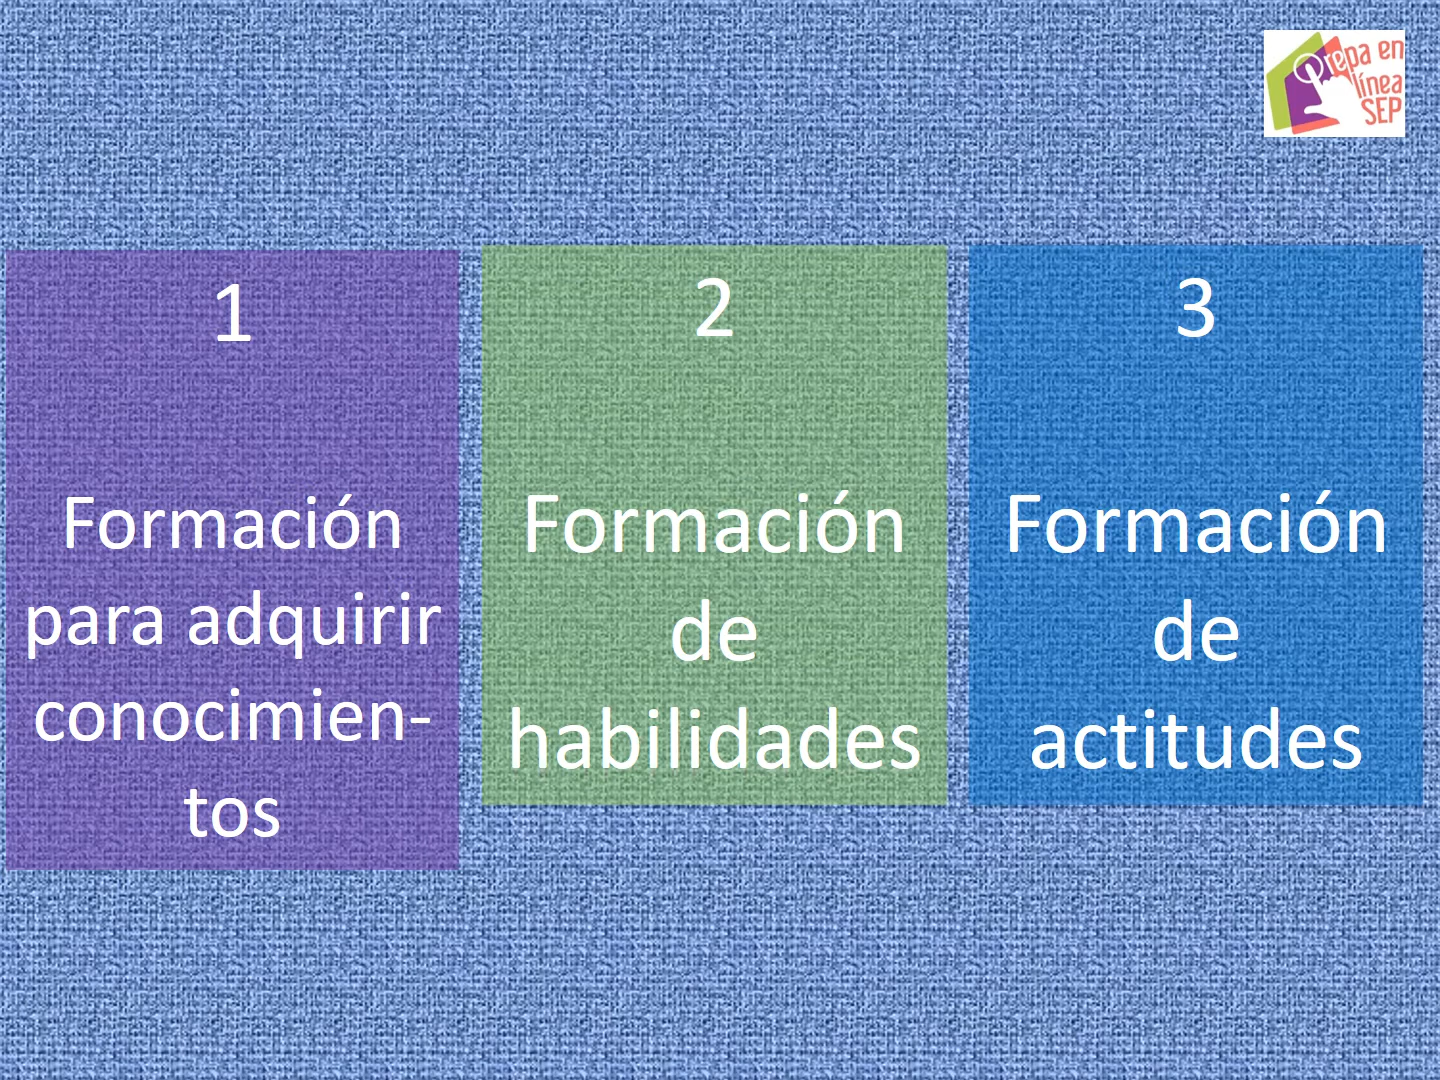 Prepa en
línea
SEP
1
Formación
para adquirir
conocimien-
tos
2
Formación
de
habilidades
3
Formación
de
actitudes